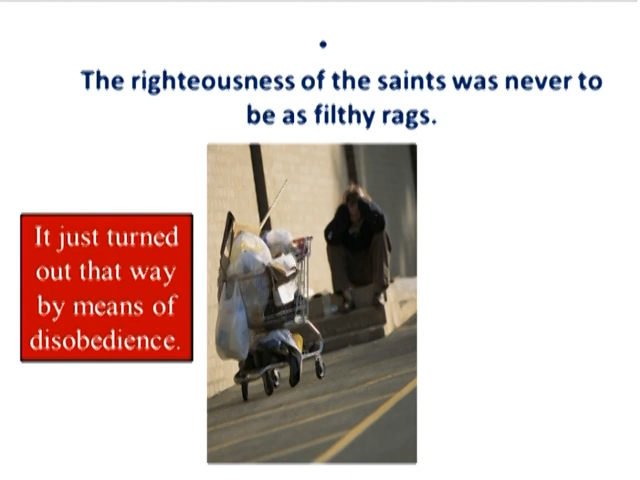 •
The righteousness of the saints was never to
be as filthy rags.
It just turned
out that way
by means of
disobedience.